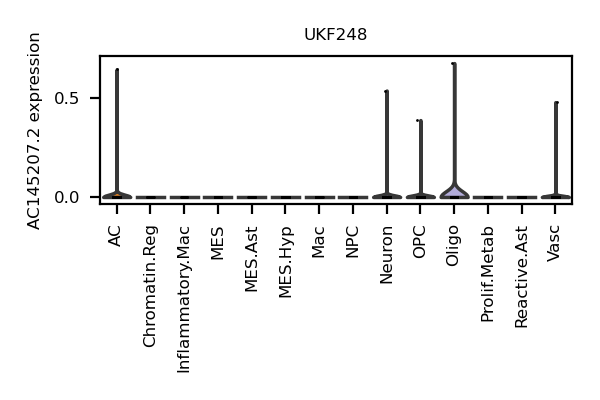 UKF248
AC145207.2 expression
0.5
0.0
AC
Chromatin.Reg
Inflammatory.Mac
MES
MES.Ast
MES.Hyp
Mac
NPC
Neuron
OPC
Oligo
Prolif.Metab
Reactive.Ast
Vasc